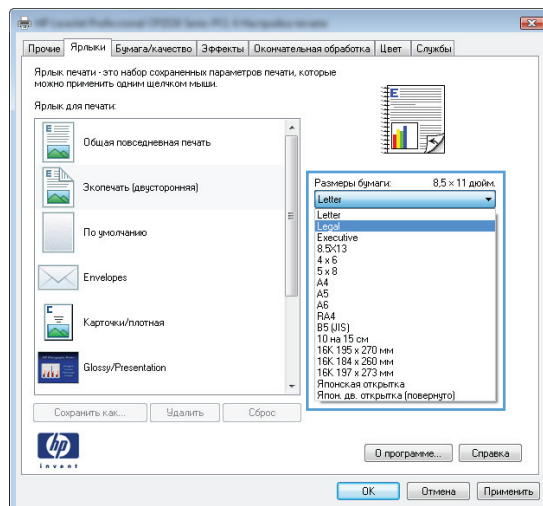 Прочие Ярлыки Бумага/качество Эффекты Окончательная обработка Цвет Службы
Ярлык печати - это набор сохраненных параметров печати, которые
можно применить одним щелчком мыши.
Ярлык для печати:
Общая повседневная печать
Экопечать (двусторонняя)
По умолчанию
Envelopes
Карточки/плотная
Glossy/Presentation
Сохранить как... Удалить Сброс
Размеры бумаги: 8,5 × 11 дюйм.
Letter
Letter
Legal
Executive
8.5X13
4 x 6
5 x 8
A4
A5
A6
RA4
B5 (JIS)
10 на 15 см
16K 195 x 270 мм
16K 184 x 260 мм
16K 197 x 273 мм
Японская открытка
Япон. дв. открытка (повернуто)
hp
invent
О программе... Справка
OK Отмена Применить